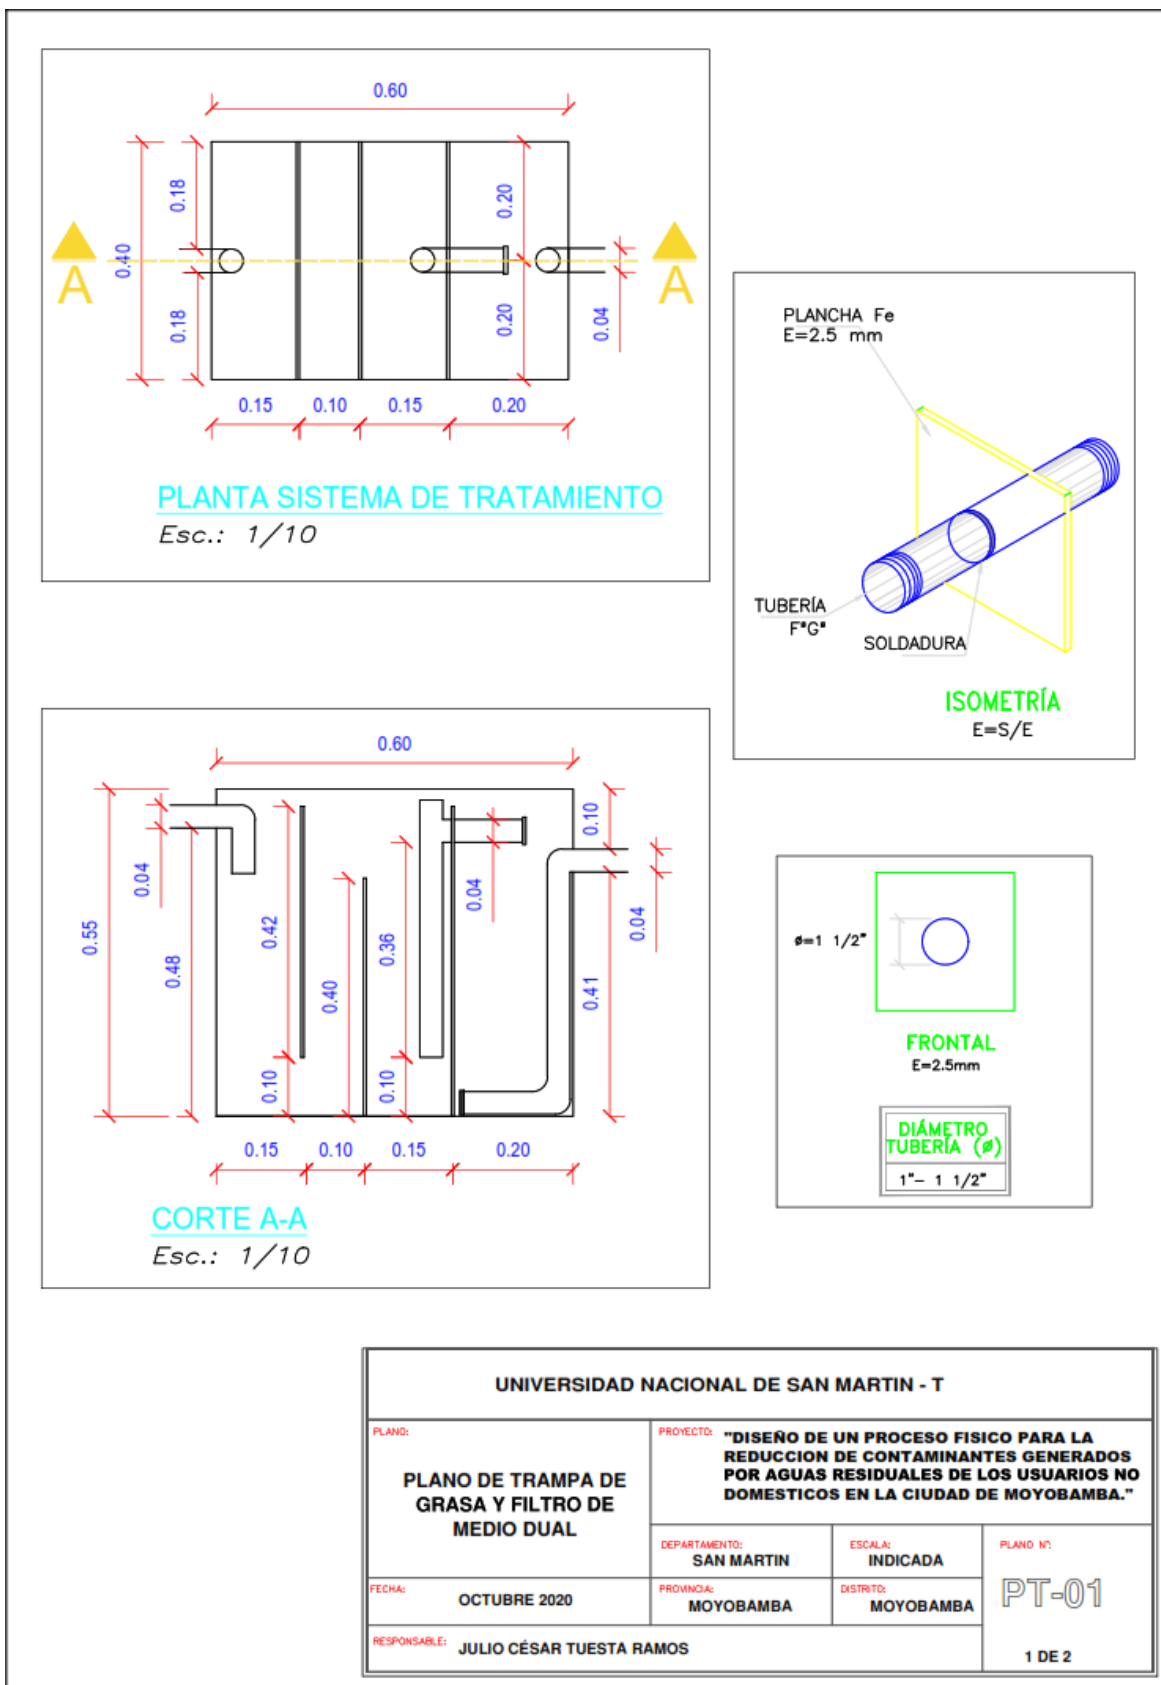 0.60
0.18
0.40
0.18
0.20
0.20
0.04
A
A
0.15
0.10
0.15
0.20
PLANTA SISTEMA DE TRATAMIENTO
Esc.: 1/10
PLANCHA Fe
E=2.5 mm
TUBERÍA
F°G°
SOLDADURA
ISOMETRÍA
E=S/E
0.60
0.04
0.55
0.48
0.42
0.10
0.40
0.36
0.10
0.04
0.10
0.41
0.04
0.15
0.10
0.15
0.20
CORTE A-A
Esc.: 1/10
ø=1 1/2"
FRONTAL
E=2.5mm
DIÁMETRO
TUBERÍA (ø)
1"- 1 1/2"
UNIVERSIDAD NACIONAL DE SAN MARTIN - T
PLANO:
PLANO DE TRAMPA DE
GRASA Y FILTRO DE
MEDIO DUAL
PROYECTO:
"DISEÑO DE UN PROCESO FISICO PARA LA
REDUCCION DE CONTAMINANTES GENERADOS
POR AGUAS RESIDUALES DE LOS USUARIOS NO
DOMESTICOS EN LA CIUDAD DE MOYOBAMBA."
DEPARTAMENTO:
SAN MARTIN
ESCALA:
INDICADA
PLANO N°:
PT-01
1 DE 2
FECHA:
OCTUBRE 2020
PROVINCIA:
MOYOBAMBA
DISTRITO:
MOYOBAMBA
RESPONSABLE:
JULIO CÉSAR TUESTA RAMOS